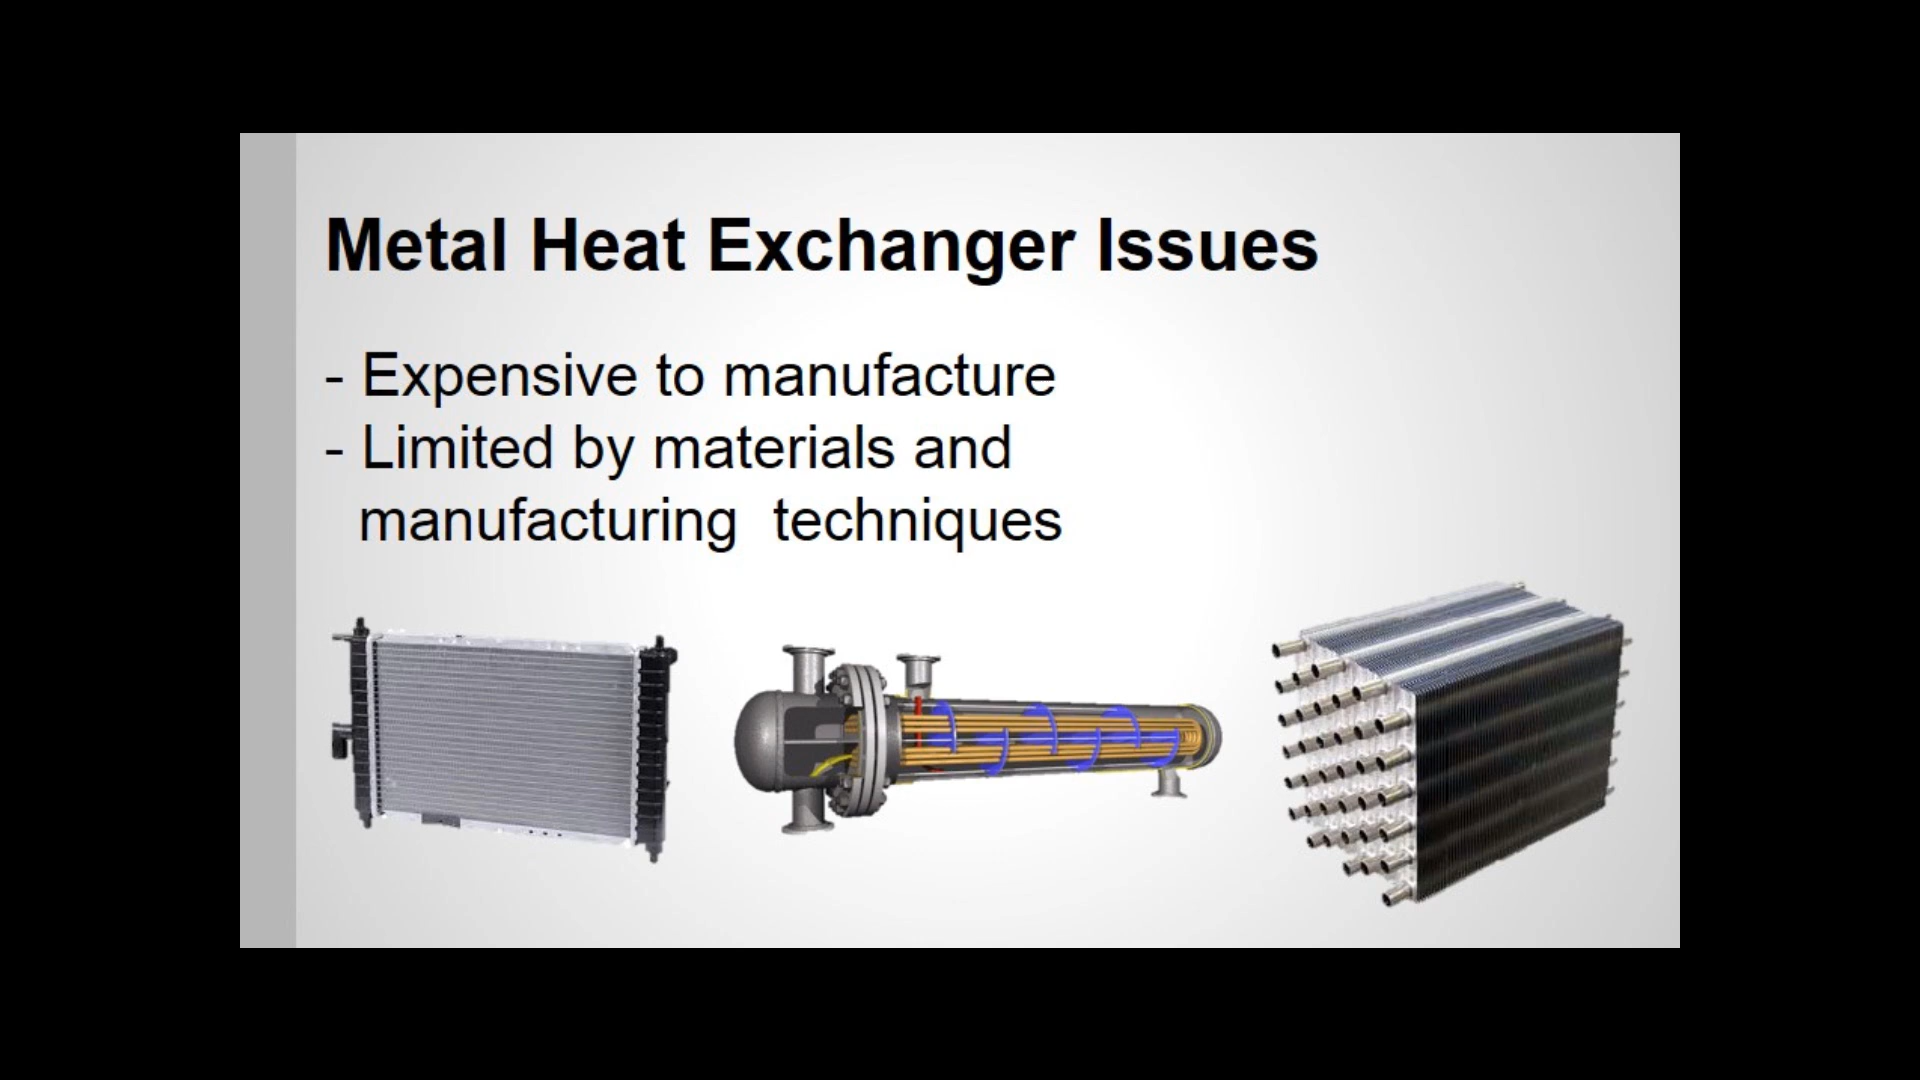 Metal Heat Exchanger Issues
- Expensive to manufacture
- Limited by materials and
manufacturing techniques